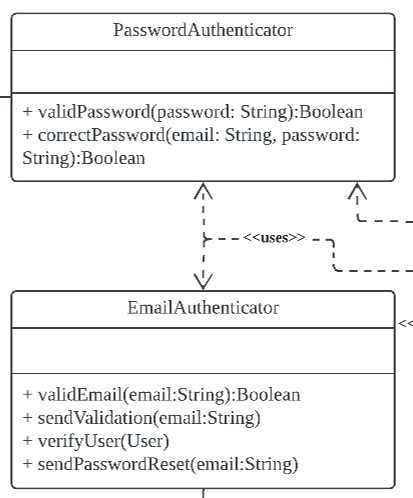 PasswordAuthenticator
+ validPassword(password: String):Boolean
+ correctPassword(email: String, password:
String):Boolean
<<uses>>
EmailAuthenticator
<<
+ validEmail(email:String):Boolean
+ sendValidation(email:String)
+ verifyUser(User)
+ sendPasswordReset(email:String)